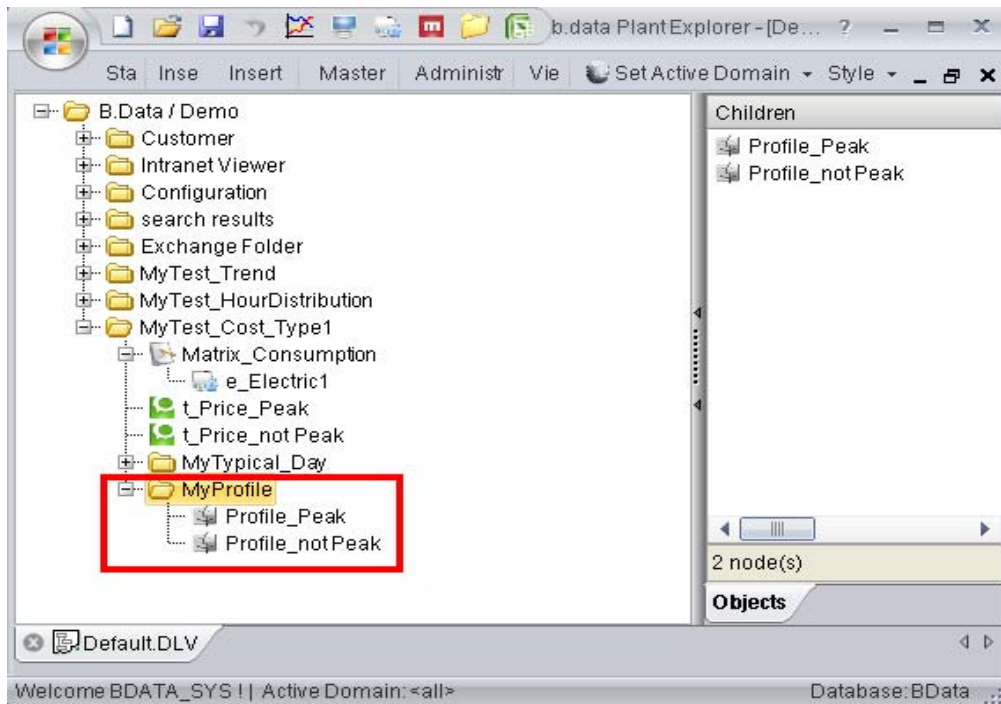 b.data PlantExplorer - [De... ?
Sta Inse Insert Master Administr Vie Set Active Domain Style
B.Data / Demo
Customer
Intranet Viewer
Configuration
search results
Exchange Folder
MyTest_Trend
MyTest_HourDistribution
MyTest_Cost_Type1
Matrix_Consumption
e_Electric1
t_Price_Peak
t_Price_not Peak
MyTypical_Day
MyProfile
Profile_Peak
Profile_not Peak
Children
Profile_Peak
Profile_not Peak
2 node(s)
Objects
Default.DLV
Welcome BDATA_SYS ! | Active Domain: <all>
Database: BData